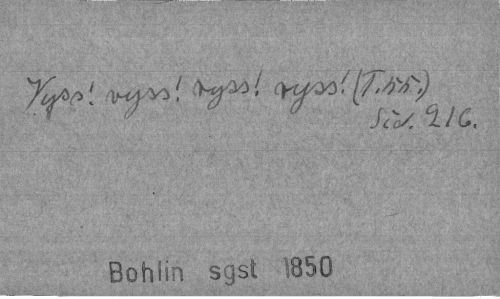 Vyss! vyss! vyss! vyss! (T. 55.)
Sid. 216.
Bohlin sgst 1850